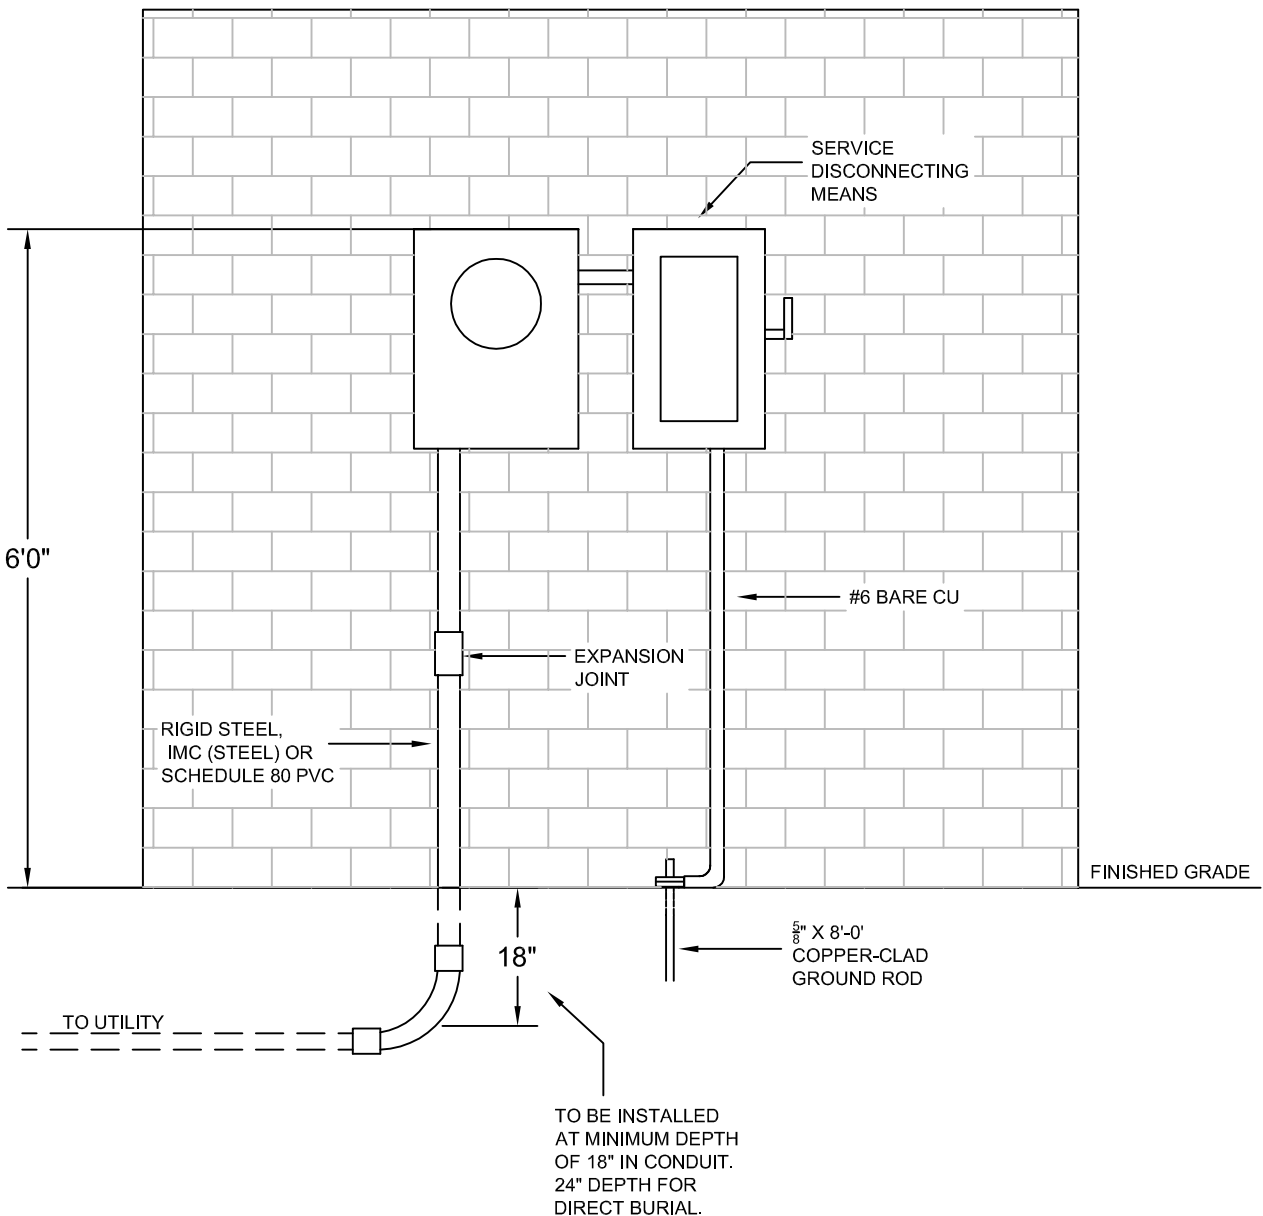 SERVICE
DISCONNECTING
MEANS
6'0"
#6 BARE CU
EXPANSION
JOINT
RIGID STEEL,
IMC (STEEL) OR
SCHEDULE 80 PVC
FINISHED GRADE
5/8" X 8'-0'
COPPER-CLAD
GROUND ROD
18"
TO UTILITY
TO BE INSTALLED
AT MINIMUM DEPTH
OF 18" IN CONDUIT.
24" DEPTH FOR
DIRECT BURIAL.